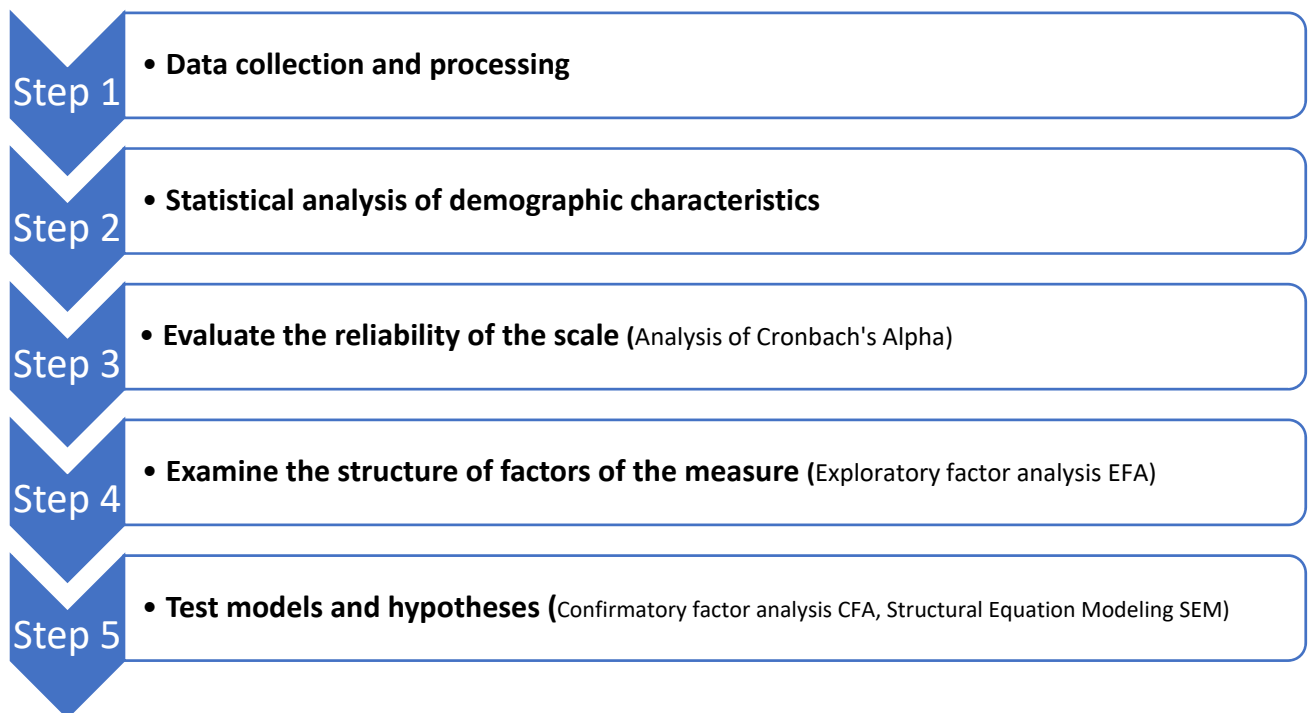 Step 1
• Data collection and processing
Step 2
• Statistical analysis of demographic characteristics
Step 3
• Evaluate the reliability of the scale (Analysis of Cronbach's Alpha)
Step 4
• Examine the structure of factors of the measure (Exploratory factor analysis EFA)
Step 5
• Test models and hypotheses (Confirmatory factor analysis CFA, Structural Equation Modeling SEM)